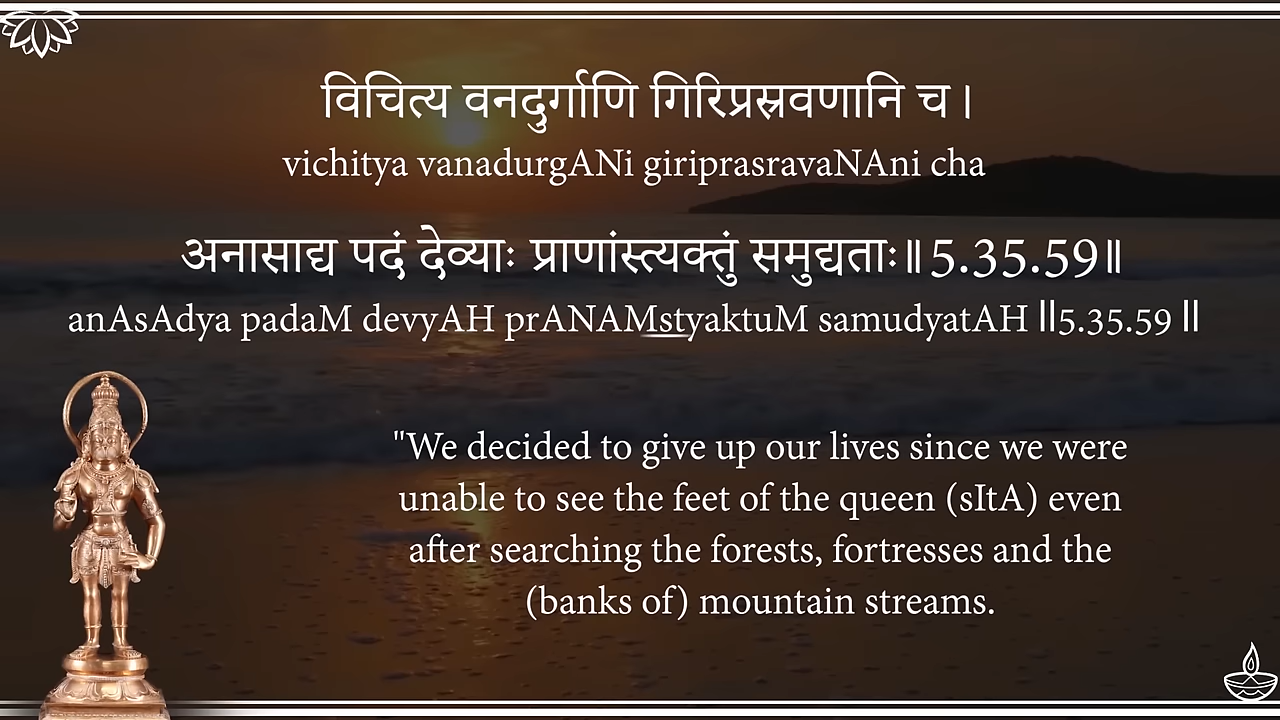 विचित्य वनदुर्गाणि गिरिप्रस्रवणानि च।
vichitya vanadurgANi giriprasravaNAni cha
अनासाद्य पदं देव्याः प्राणांस्त्यक्तुं समुद्यताः॥5.35.59॥
anAsAdya padaM devyAH prANAMstyaktuM samudyatAH ॥5.35.59 ॥
"We decided to give up our lives since we were
unable to see the feet of the queen (sItA) even
after searching the forests, fortresses and the
(banks of) mountain streams.